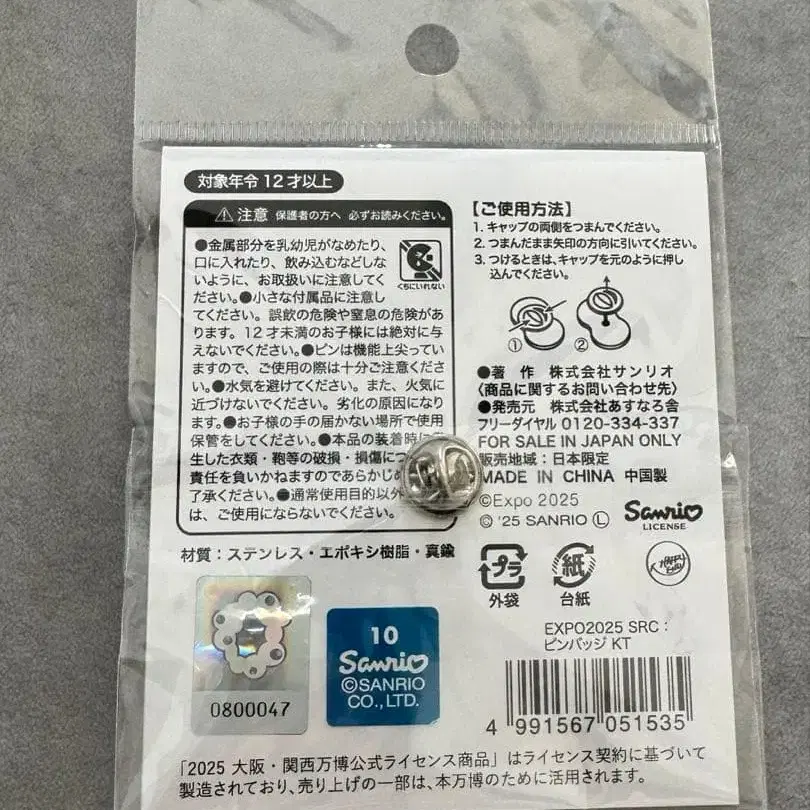 対象年令12才以上
⚠注意 保護者の方へ 必ずお読みください。
●金属部分を乳幼児がなめたり、
口に入れたり、飲み込むなどしな
いように、お取扱いに注意してく
ださい。●小さな付属品に注意し
てください。誤飲の危険や窒息の危険が
あります。12才未満のお子様には絶対に与
えないでください。●ピンは機能上尖ってい
ますので、ご使用の際は十分ご注意ください。
●水気を避けてください。また、火気に
近づけないでください。劣化の原因になり
ます。●お子様の手の届かない場所で使用
保管をしてください。●本品の装着時に
生した衣類・鞄等の破損・損傷につ
責任を負いかねますのであらかじめ
了承ください。●通常使用目的以外
は、ご使用にならないでください。
くちにいれない
材質:ステンレス・エポキシ樹脂・真鍮
【ご使用方法】
1. キャップの両側をつまんでください。
2. つまんだまま矢印の方向に引いてください。
3. つけるときは、キャップを元のように押し
込んでください。
① ②
●著 作 株式会社サンリオ
〈商品に関するお問い合わせ先〉
●発売元 株式会社あすなろ舎
フリーダイヤル 0120-334-337
FOR SALE IN JAPAN ONLY
販売地域:日本限定
MADE IN CHINA 中国製
©Expo 2025
© '25 SANRIO Ⓛ
Sanrio
LICENSE
プラ
外袋
紙
台紙
0800047
10
Sanrio
©SANRIO
CO., LTD.
EXPO2025 SRC:
ピンバッジ KT
4 991567 051535
「2025 大阪・関西万博公式ライセンス商品」はライセンス契約に基づいて
製造されており、売り上げの一部は、本万博のために活用されます。